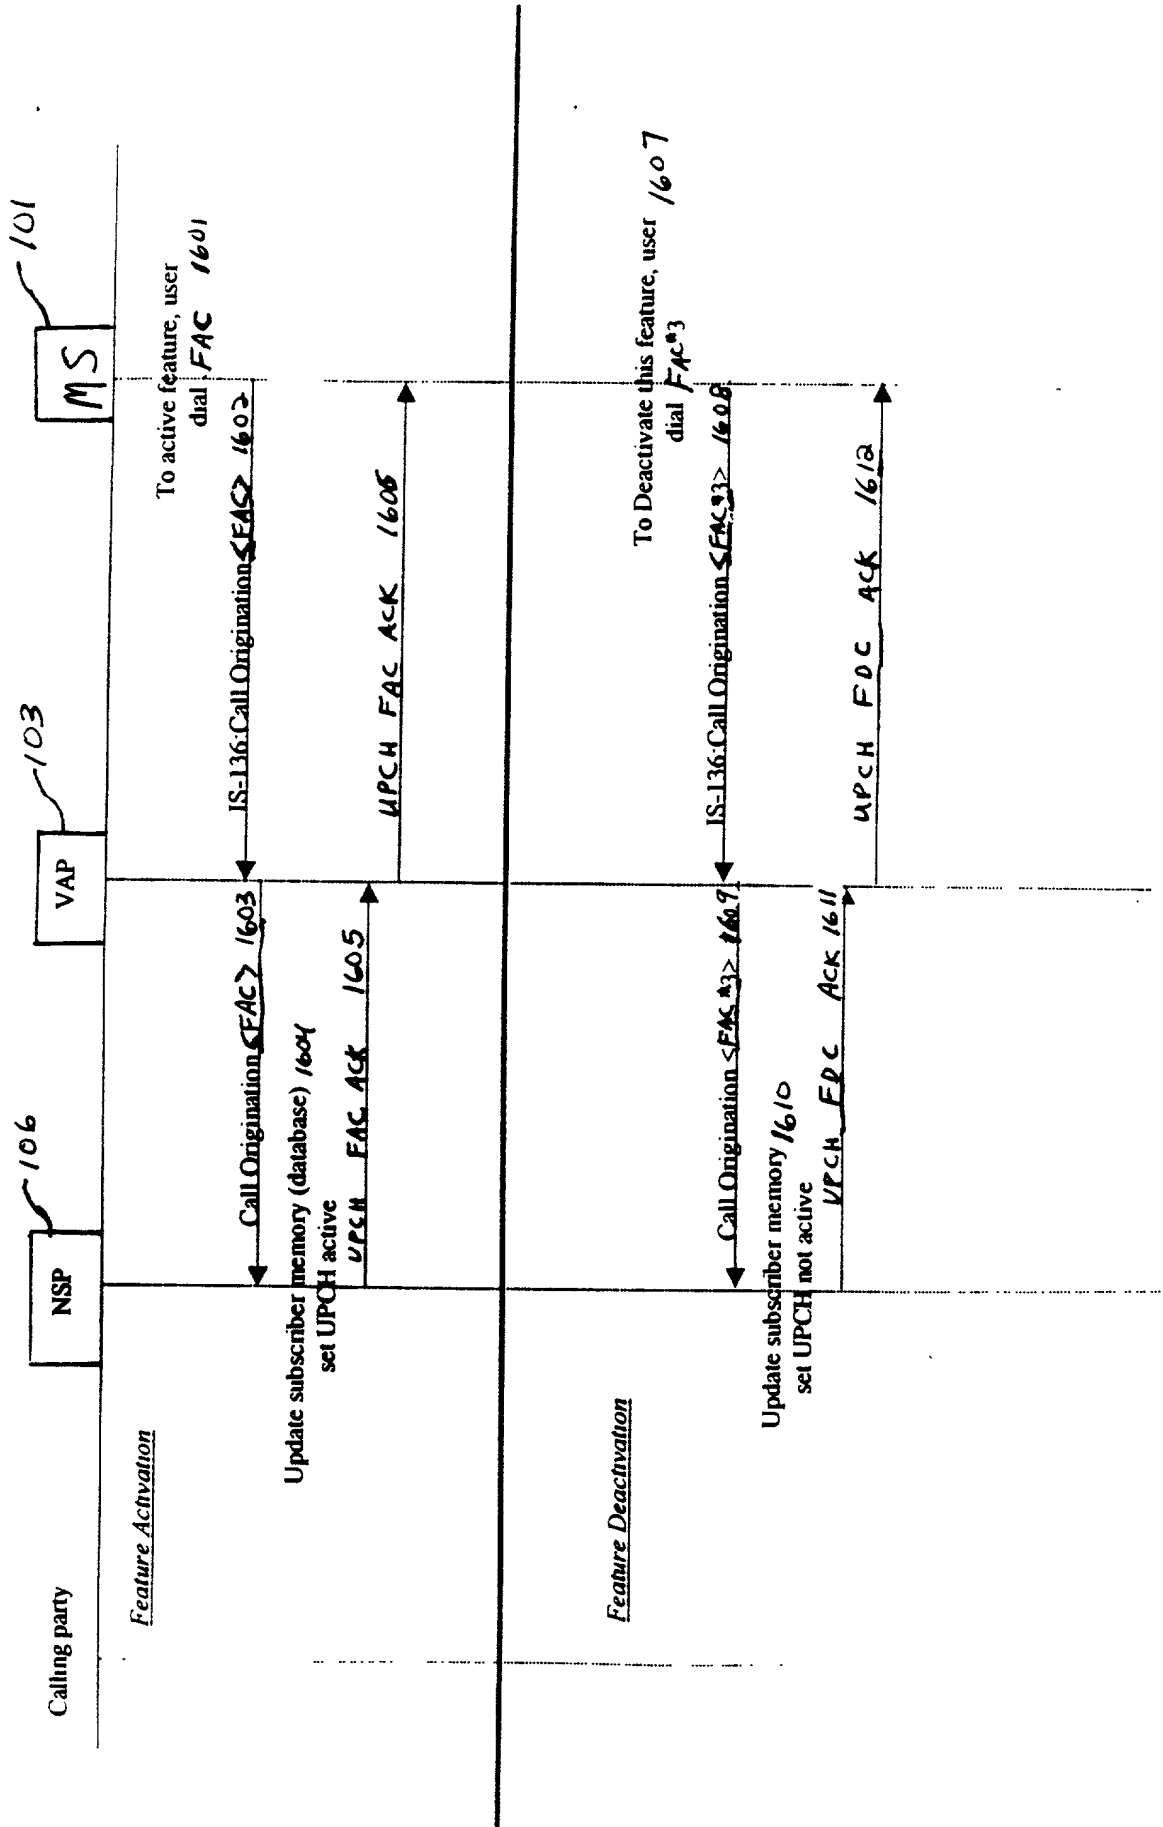 106
103
101
Calling party
NSP
VAP
MS
Feature Activation
To active feature, user
dial FAC 1601
IS-136:Call Origination <FAC> 1602
Call Origination <FAC> 1603
Update subscriber memory (database) 1604
set UPCH active
UPCH FAC ACK 1605
UPCH FAC ACK 1606
Feature Deactivation
To Deactivate this feature, user 1607
dial FAC#3
IS-136:Call Origination <FAC#3> 1608
Call Origination <FAC#3> 1609
Update subscriber memory 1610
set UPCH not active
UPCH FDC ACK 1611
UPCH FDC ACK 1612